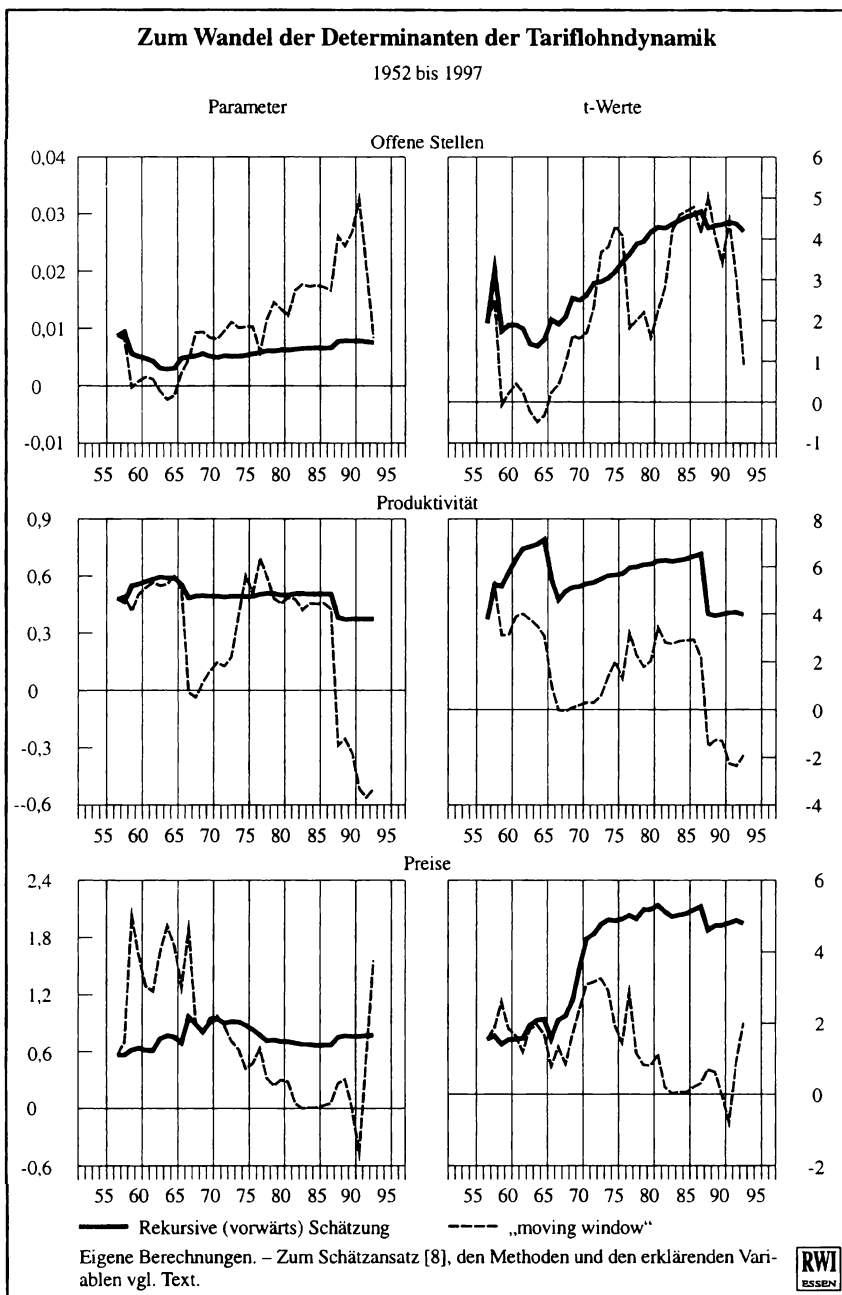 Zum Wandel der Determinanten der Tariflohndynamik
1952 bis 1997
Parameter
t-Werte
Offene Stellen
0,04
0,03
0,02
0,01
0
-0,01
6
5
4
3
2
1
0
-1
55 60 65 70 75 80 85 90 95
55 60 65 70 75 80 85 90 95
Produktivität
0,9
0,6
0,3
0
-0,3
--0,6
8
6
4
2
0
-2
-4
55 60 65 70 75 80 85 90 95
55 60 65 70 75 80 85 90 95
Preise
2,4
1,8
1,2
0,6
0
-0,6
6
4
2
0
-2
55 60 65 70 75 80 85 90 95
55 60 65 70 75 80 85 90 95
Rekursive (vorwärts) Schätzung
„moving window“
Eigene Berechnungen. – Zum Schätzansatz [8], den Methoden und den erklärenden Vari-
ablen vgl. Text.
RWI
ESSEN